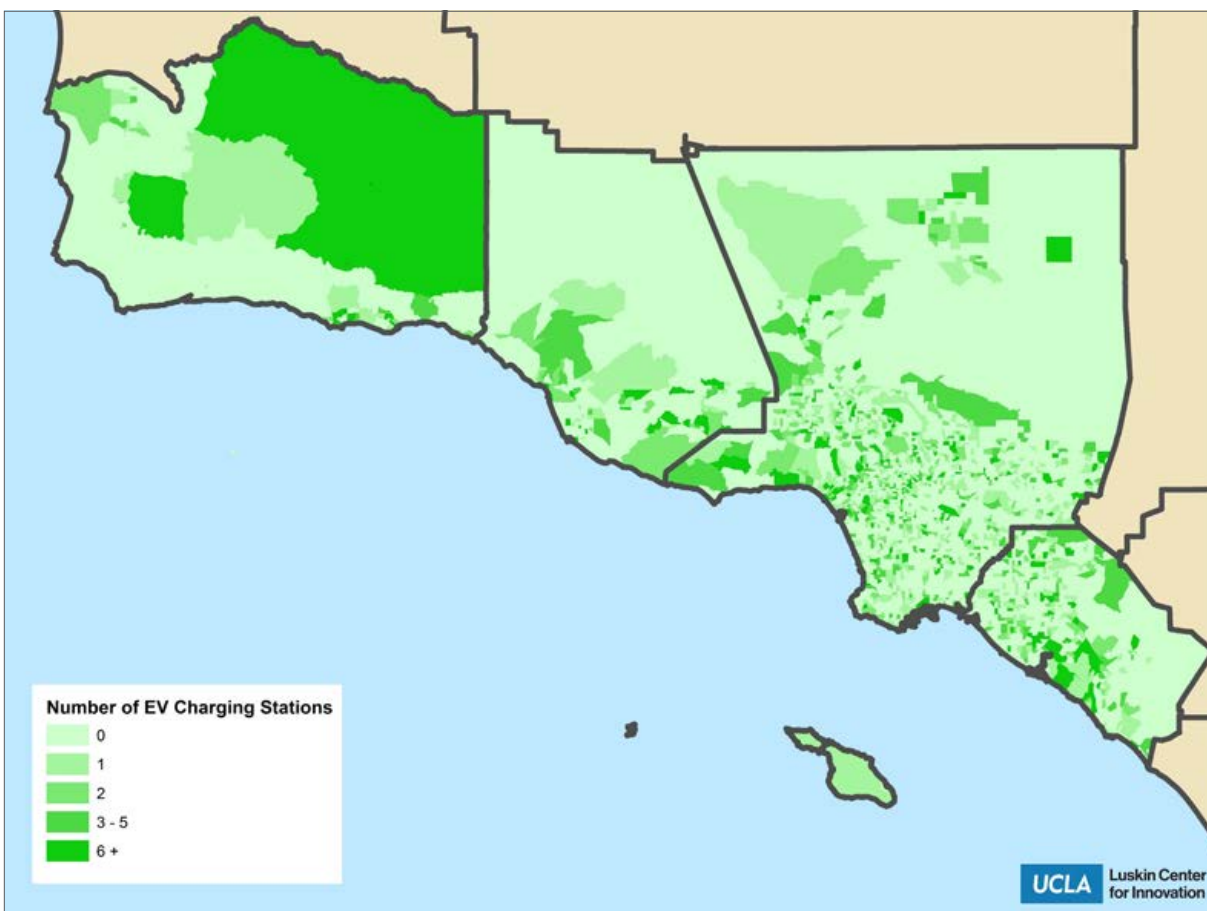 Number of EV Charging Stations
0
1
2
3 - 5
6 +
UCLA
Luskin Center
for Innovation